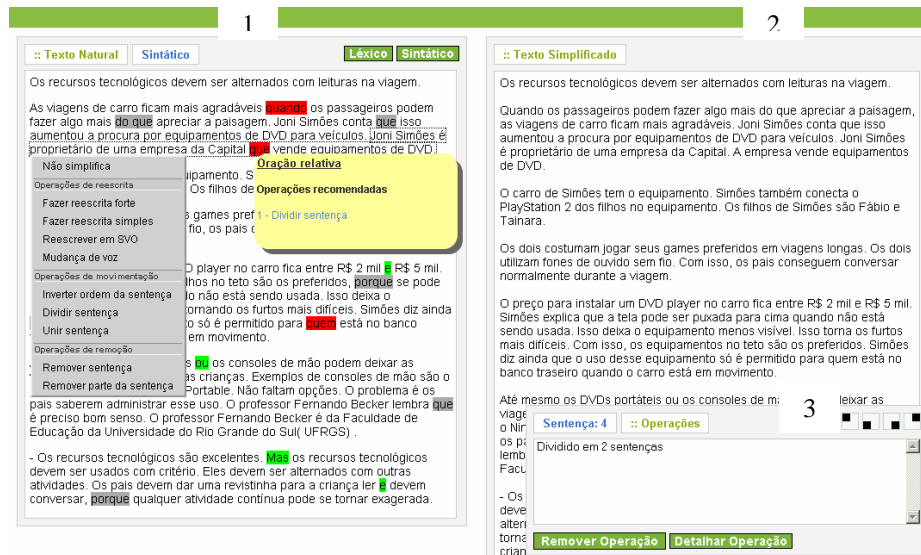 1
2
:: Texto Natural
Sintático
Léxico
Sintático
Os recursos tecnológicos devem ser alternados com leituras na viagem.
As viagens de carro ficam mais agradáveis quando os passageiros podem
fazer algo mais do que apreciar a paisagem. Joni Simões conta que isso
aumentou a procura por equipamentos de DVD para veículos. Joni Simões é
proprietário de uma empresa da Capital que vende equipamentos de DVD.
Não simplifica
Operações de reescrita
Fazer reescrita forte
Fazer reescrita simples
Reescrever em SVO
Mudança de voz
Operações de movimentação
Inverter ordem da sentença
Dividir sentença
Unir sentença
Operações de remoção
Remover sentença
Remover parte da sentença
Oração relativa
Operações recomendadas
1 - Dividir sentença
ipamento. S
Os filhos de
s games pref
fio, os pais c
O player no carro fica entre R$ 2 mil e R$ 5 mil.
lhos no teto são os preferidos, porque se pode
do não está sendo usada. Isso deixa o
ornando os furtos mais difíceis. Simões diz ainda
o só é permitido para quem está no banco
em movimento.
s ou os consoles de mão podem deixar as
as crianças. Exemplos de consoles de mão são o
Portable. Não faltam opções. O problema é os
pais saberem administrar esse uso. O professor Fernando Becker lembra que
é preciso bom senso. O professor Fernando Becker é da Faculdade de
Educação da Universidade do Rio Grande do Sul( UFRGS) .
- Os recursos tecnológicos são excelentes. Mas os recursos tecnológicos
devem ser usados com critério. Eles devem ser alternados com outras
atividades. Os pais devem dar uma revistinha para a criança ler e devem
conversar, porque qualquer atividade contínua pode se tornar exagerada.
:: Texto Simplificado
Os recursos tecnológicos devem ser alternados com leituras na viagem.
Quando os passageiros podem fazer algo mais do que apreciar a paisagem,
as viagens de carro ficam mais agradáveis. Joni Simões conta que isso
aumentou a procura por equipamentos de DVD para veículos. Joni Simões
é proprietário de uma empresa da Capital. A empresa vende equipamentos
de DVD.
O carro de Simões tem o equipamento. Simões também conecta o
PlayStation 2 dos filhos no equipamento. Os filhos de Simões são Fábio e
Tainara.
Os dois costumam jogar seus games preferidos em viagens longas. Os dois
utilizam fones de ouvido sem fio. Com isso, os pais conseguem conversar
normalmente durante a viagem.
O preço para instalar um DVD player no carro fica entre R$ 2 mil e R$ 5 mil.
Simões explica que a tela pode ser puxada para cima quando não está
sendo usada. Isso deixa o equipamento menos visível. Isso torna os furtos
mais difíceis. Com isso, os equipamentos no teto são os preferidos. Simões
diz ainda que o uso desse equipamento só é permitido para quem está no
banco traseiro quando o carro está em movimento.
Até mesmo os DVDs portáteis ou os consoles de m eixar as
viage
o Nin
os pa
lemb
Facu
- Os
deve
alter
torna
crian
3
Sentença: 4
:: Operações
Dividido em 2 sentenças
Remover Operação
Detalhar Operação